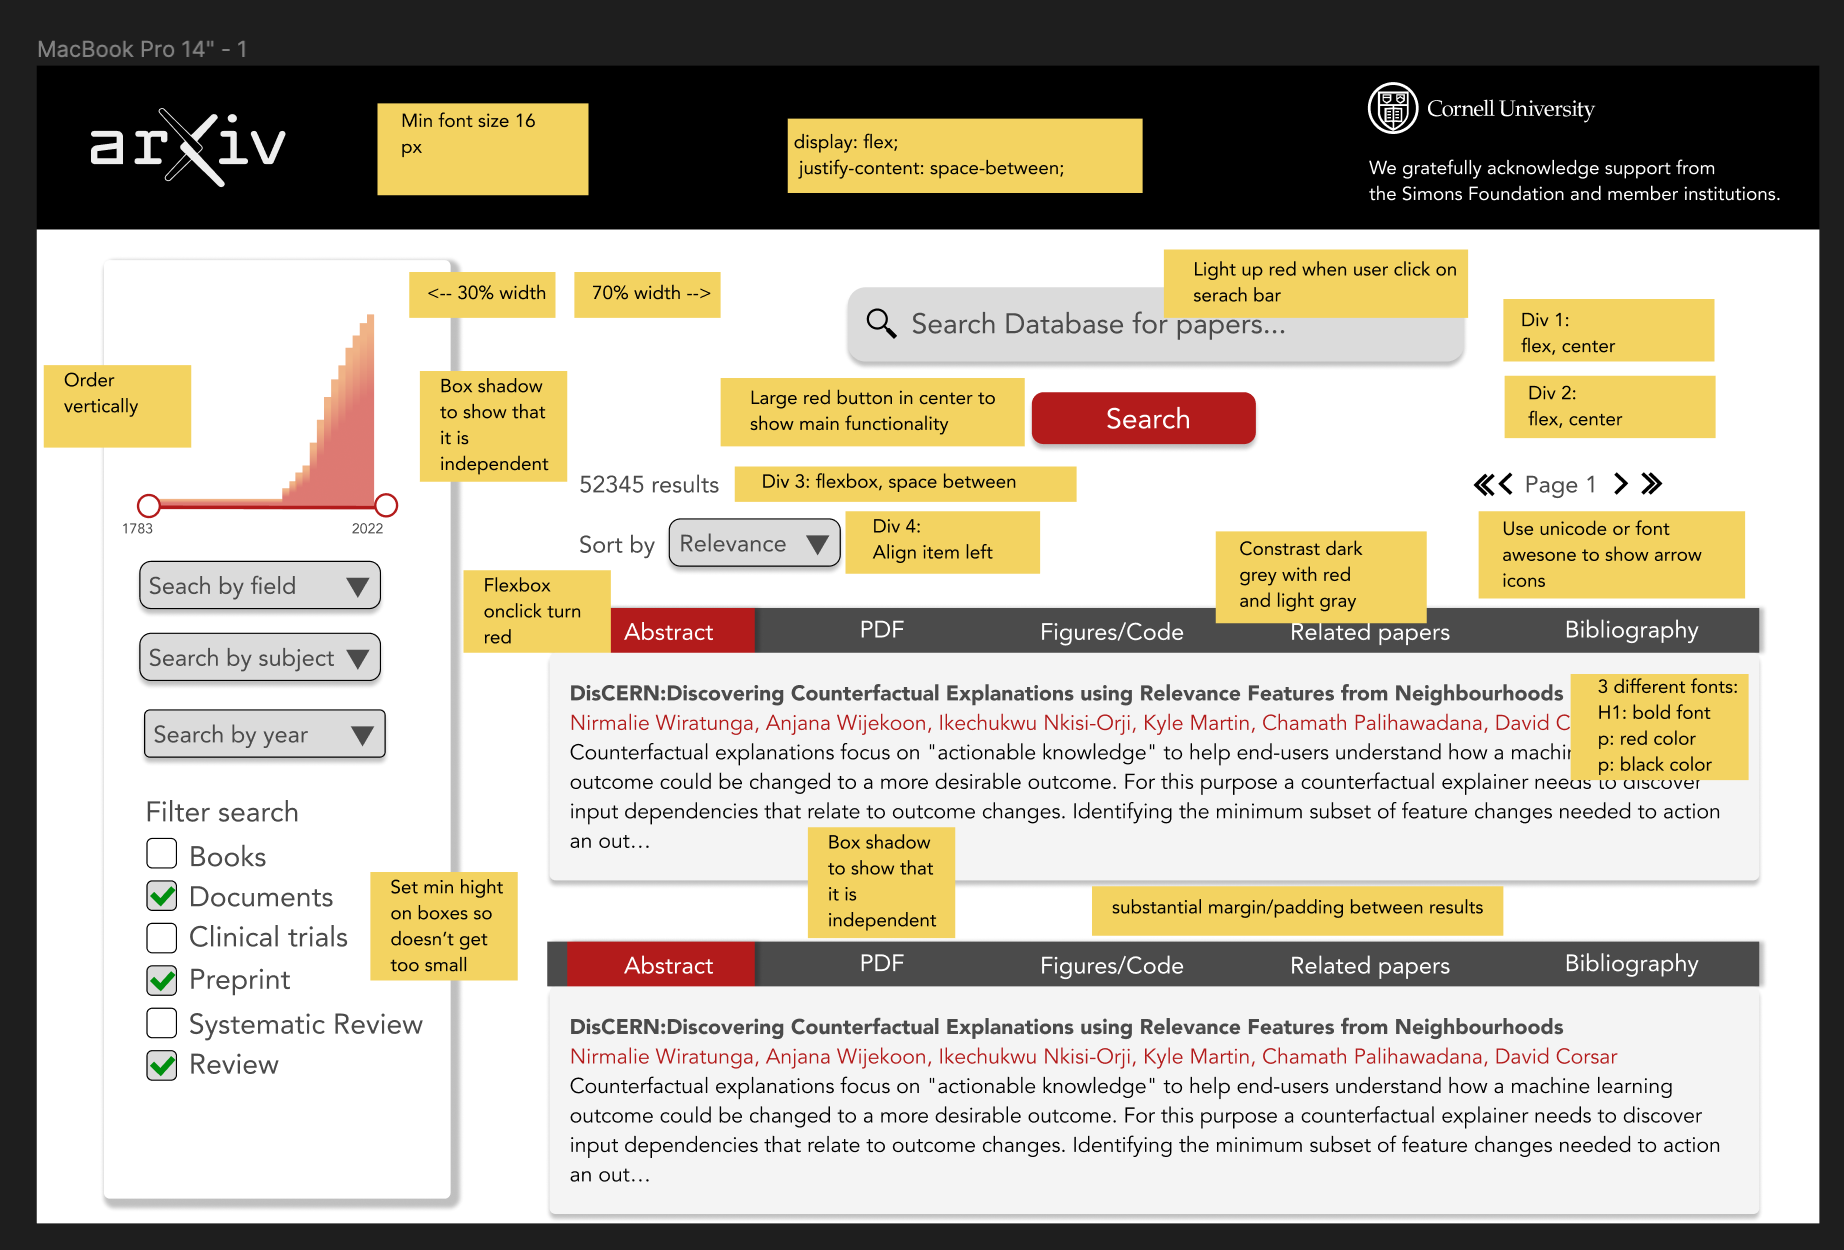 MacBook Pro 14" - 1
arXiv
Min font size 16
px
display: flex;
justify-content: space-between;
Cornell University
We gratefully acknowledge support from
the Simons Foundation and member institutions.
<-- 30% width
70% width -->
Light up red when user click on
serach bar
Search Database for papers...
Div 1:
flex, center
Order
vertically
Box shadow
to show that
it is
independent
Large red button in center to
show main functionality
Search
Div 2:
flex, center
52345 results
Div 3: flexbox, space between
Page 1
1783
2022
Sort by
Relevance
Div 4:
Align item left
Constrast dark
grey with red
and light gray
Use unicode or font
awesone to show arrow
icons
Seach by field
Search by subject
Search by year
Flexbox
onclick turn
red
Abstract
PDF
Figures/Code
Related papers
Bibliography
DisCERN:Discovering Counterfactual Explanations using Relevance Features from Neighbourhoods
Nirmalie Wiratunga, Anjana Wijekoon, Ikechukwu Nkisi-Orji, Kyle Martin, Chamath Palihawadana, David C
Counterfactual explanations focus on "actionable knowledge" to help end-users understand how a machin
outcome could be changed to a more desirable outcome. For this purpose a counterfactual explainer needs to discover
input dependencies that relate to outcome changes. Identifying the minimum subset of feature changes needed to action
an out...
3 different fonts:
H1: bold font
p: red color
p: black color
Filter search
Books
Documents
Clinical trials
Preprint
Systematic Review
Review
Set min hight
on boxes so
doesn't get
too small
Box shadow
to show that
it is
independent
substantial margin/padding between results
Abstract
PDF
Figures/Code
Related papers
Bibliography
DisCERN:Discovering Counterfactual Explanations using Relevance Features from Neighbourhoods
Nirmalie Wiratunga, Anjana Wijekoon, Ikechukwu Nkisi-Orji, Kyle Martin, Chamath Palihawadana, David Corsar
Counterfactual explanations focus on "actionable knowledge" to help end-users understand how a machine learning
outcome could be changed to a more desirable outcome. For this purpose a counterfactual explainer needs to discover
input dependencies that relate to outcome changes. Identifying the minimum subset of feature changes needed to action
an out...